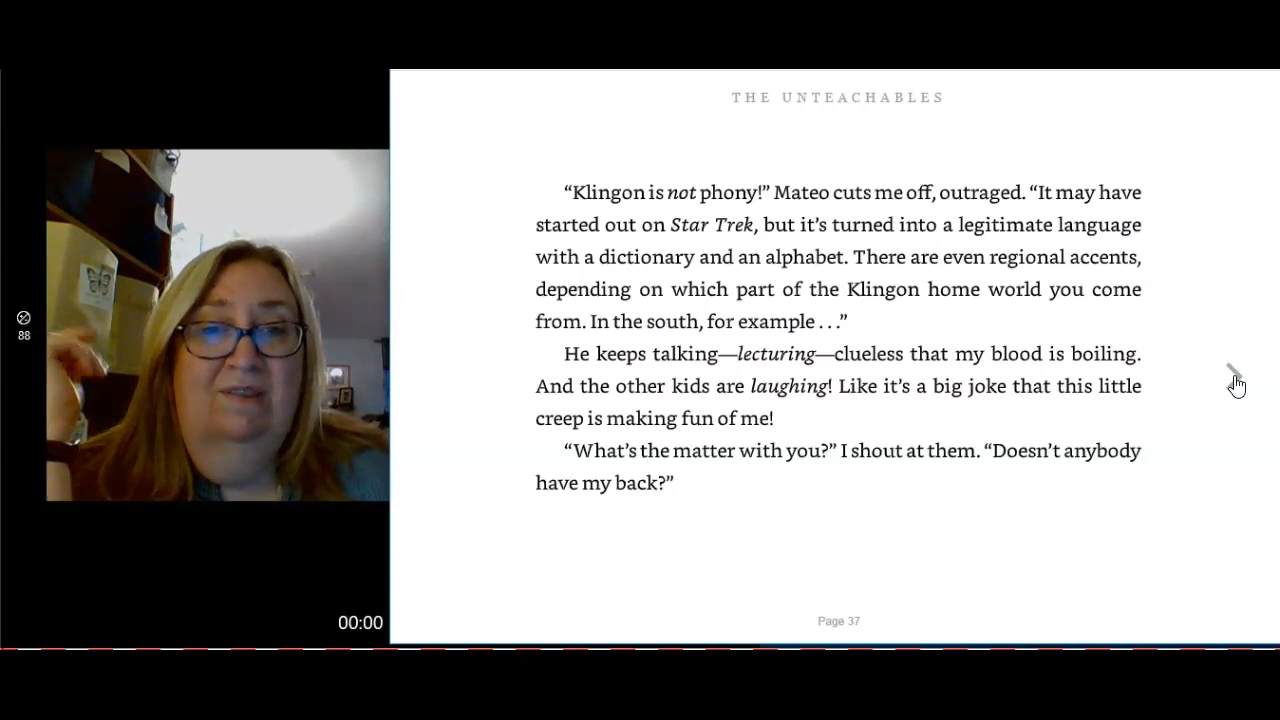 THE UNTEACHABLES
“Klingon is not phony!” Mateo cuts me off, outraged. “It may have
started out on Star Trek, but it’s turned into a legitimate language
with a dictionary and an alphabet. There are even regional accents,
depending on which part of the Klingon home world you come
from. In the south, for example . . .”
He keeps talking—lecturing—clueless that my blood is boiling.
And the other kids are laughing! Like it’s a big joke that this little
creep is making fun of me!
“What’s the matter with you?” I shout at them. “Doesn’t anybody
have my back?”
Page 37
88
00:00